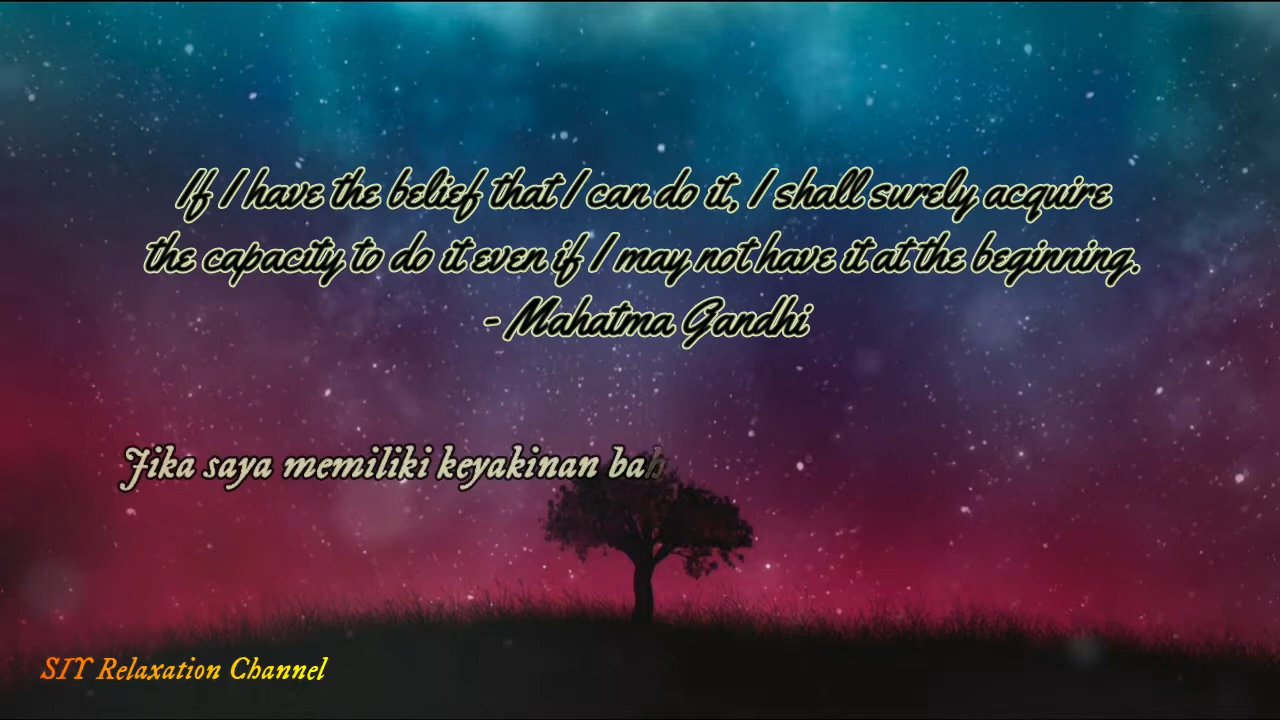 If I have the belief that I can do it, I shall surely acquire
the capacity to do it even if I may not have it at the beginning.
- Mahatma Gandhi
Jika saya memiliki keyakinan bah
SIY Relaxation Channel